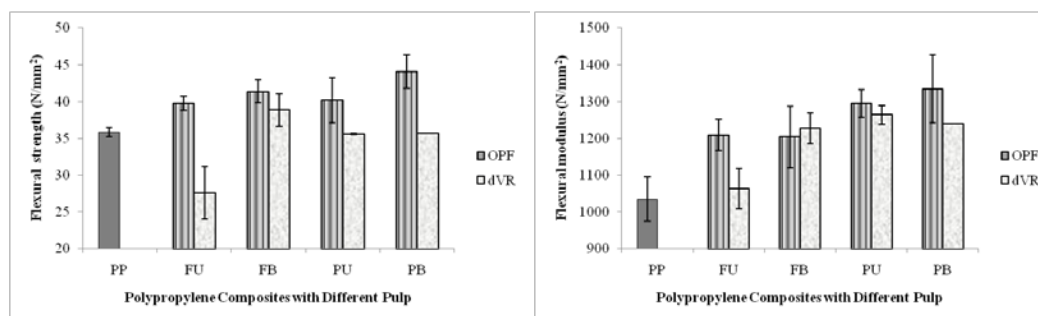 Flexural strength (N/mm²)
50
45
40
35
30
25
20
PP FU FB PU PB
Polypropylene Composites with Different Pulp
OPF
dVR
Flexural modulus (N/mm²)
1500
1400
1300
1200
1100
1000
900
PP FU FB PU PB
Polypropylene Composites with Different Pulp
OPF
dVR